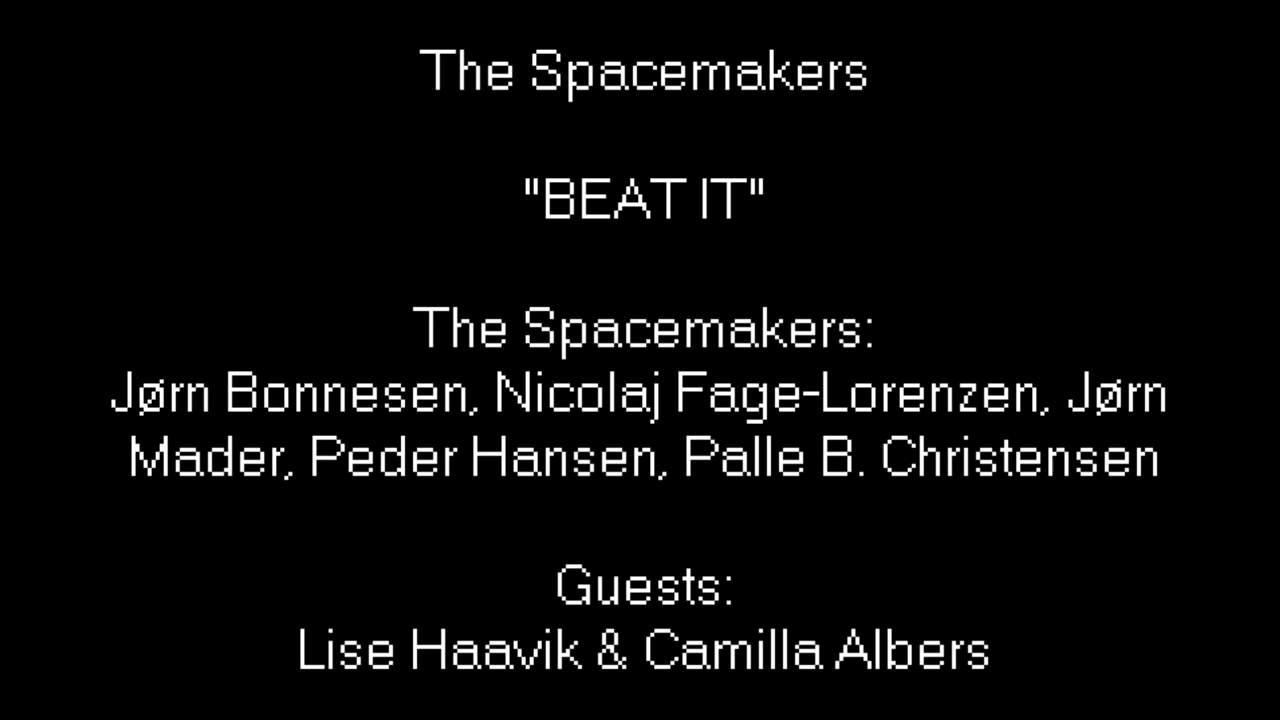 The Spacemakers
"BEAT IT"
The Spacemakers:
Jørn Bonnesen, Nicolaj Fage-Lorenzen, Jørn
Mader, Peder Hansen, Palle B. Christensen
Guests:
Lise Haavik & Camilla Albers